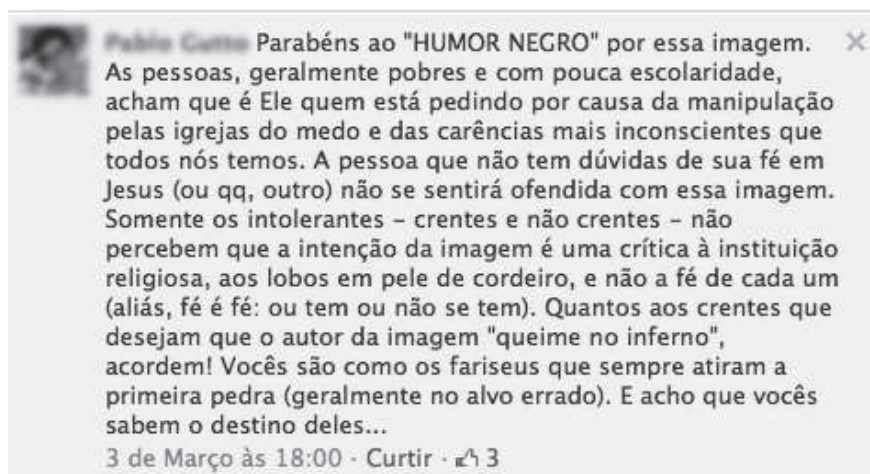 Parabéns ao "HUMOR NEGRO" por essa imagem.
As pessoas, geralmente pobres e com pouca escolaridade,
acham que é Ele quem está pedindo por causa da manipulação
pelas igrejas do medo e das carências mais inconscientes que
todos nós temos. A pessoa que não tem dúvidas de sua fé em
Jesus (ou qq, outro) não se sentirá ofendida com essa imagem.
Somente os intolerantes – crentes e não crentes – não
percebem que a intenção da imagem é uma crítica à instituição
religiosa, aos lobos em pele de cordeiro, e não a fé de cada um
(aliás, fé é fé: ou tem ou não se tem). Quantos aos crentes que
desejam que o autor da imagem "queime no inferno",
acordem! Vocês são como os fariseus que sempre atiram a
primeira pedra (geralmente no alvo errado). E acho que vocês
sabem o destino deles...
3 de Março às 18:00 · Curtir · 3